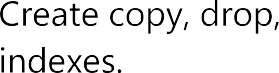 Create copy, drop,
indexes.